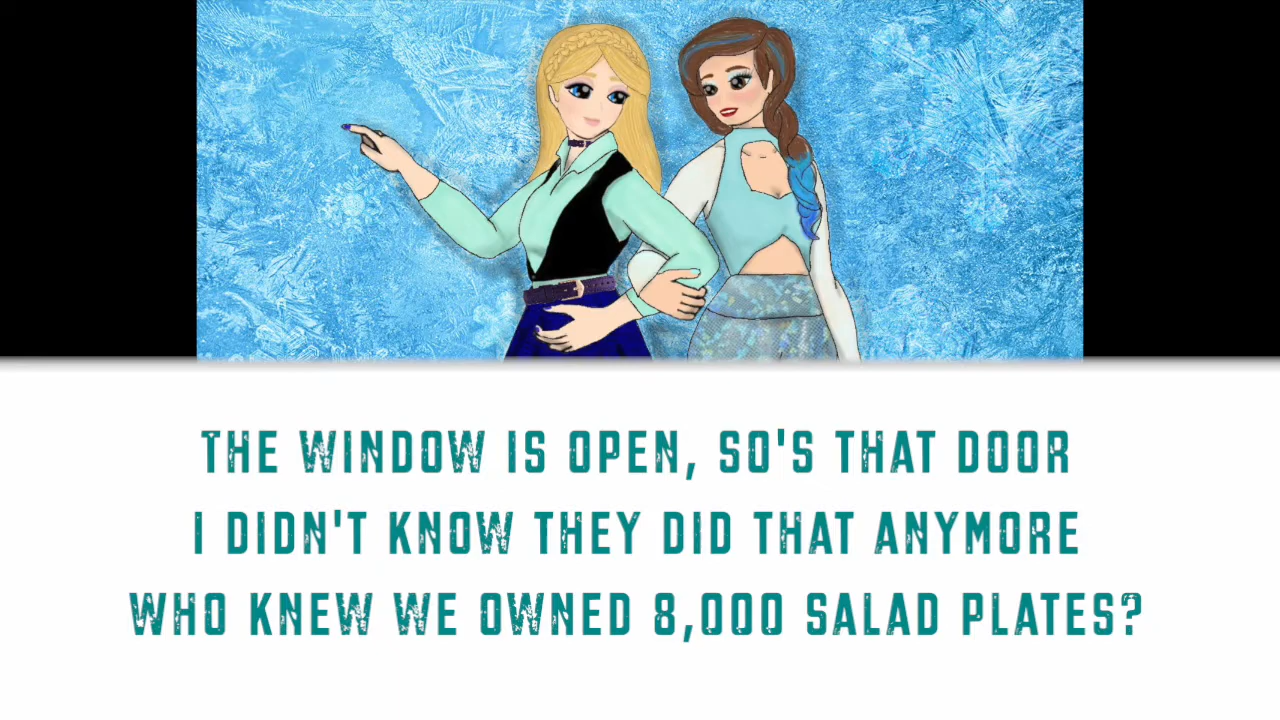 THE WINDOW IS OPEN, SO'S THAT DOOR
I DIDN'T KNOW THEY DID THAT ANYMORE
WHO KNEW WE OWNED 8,000 SALAD PLATES?